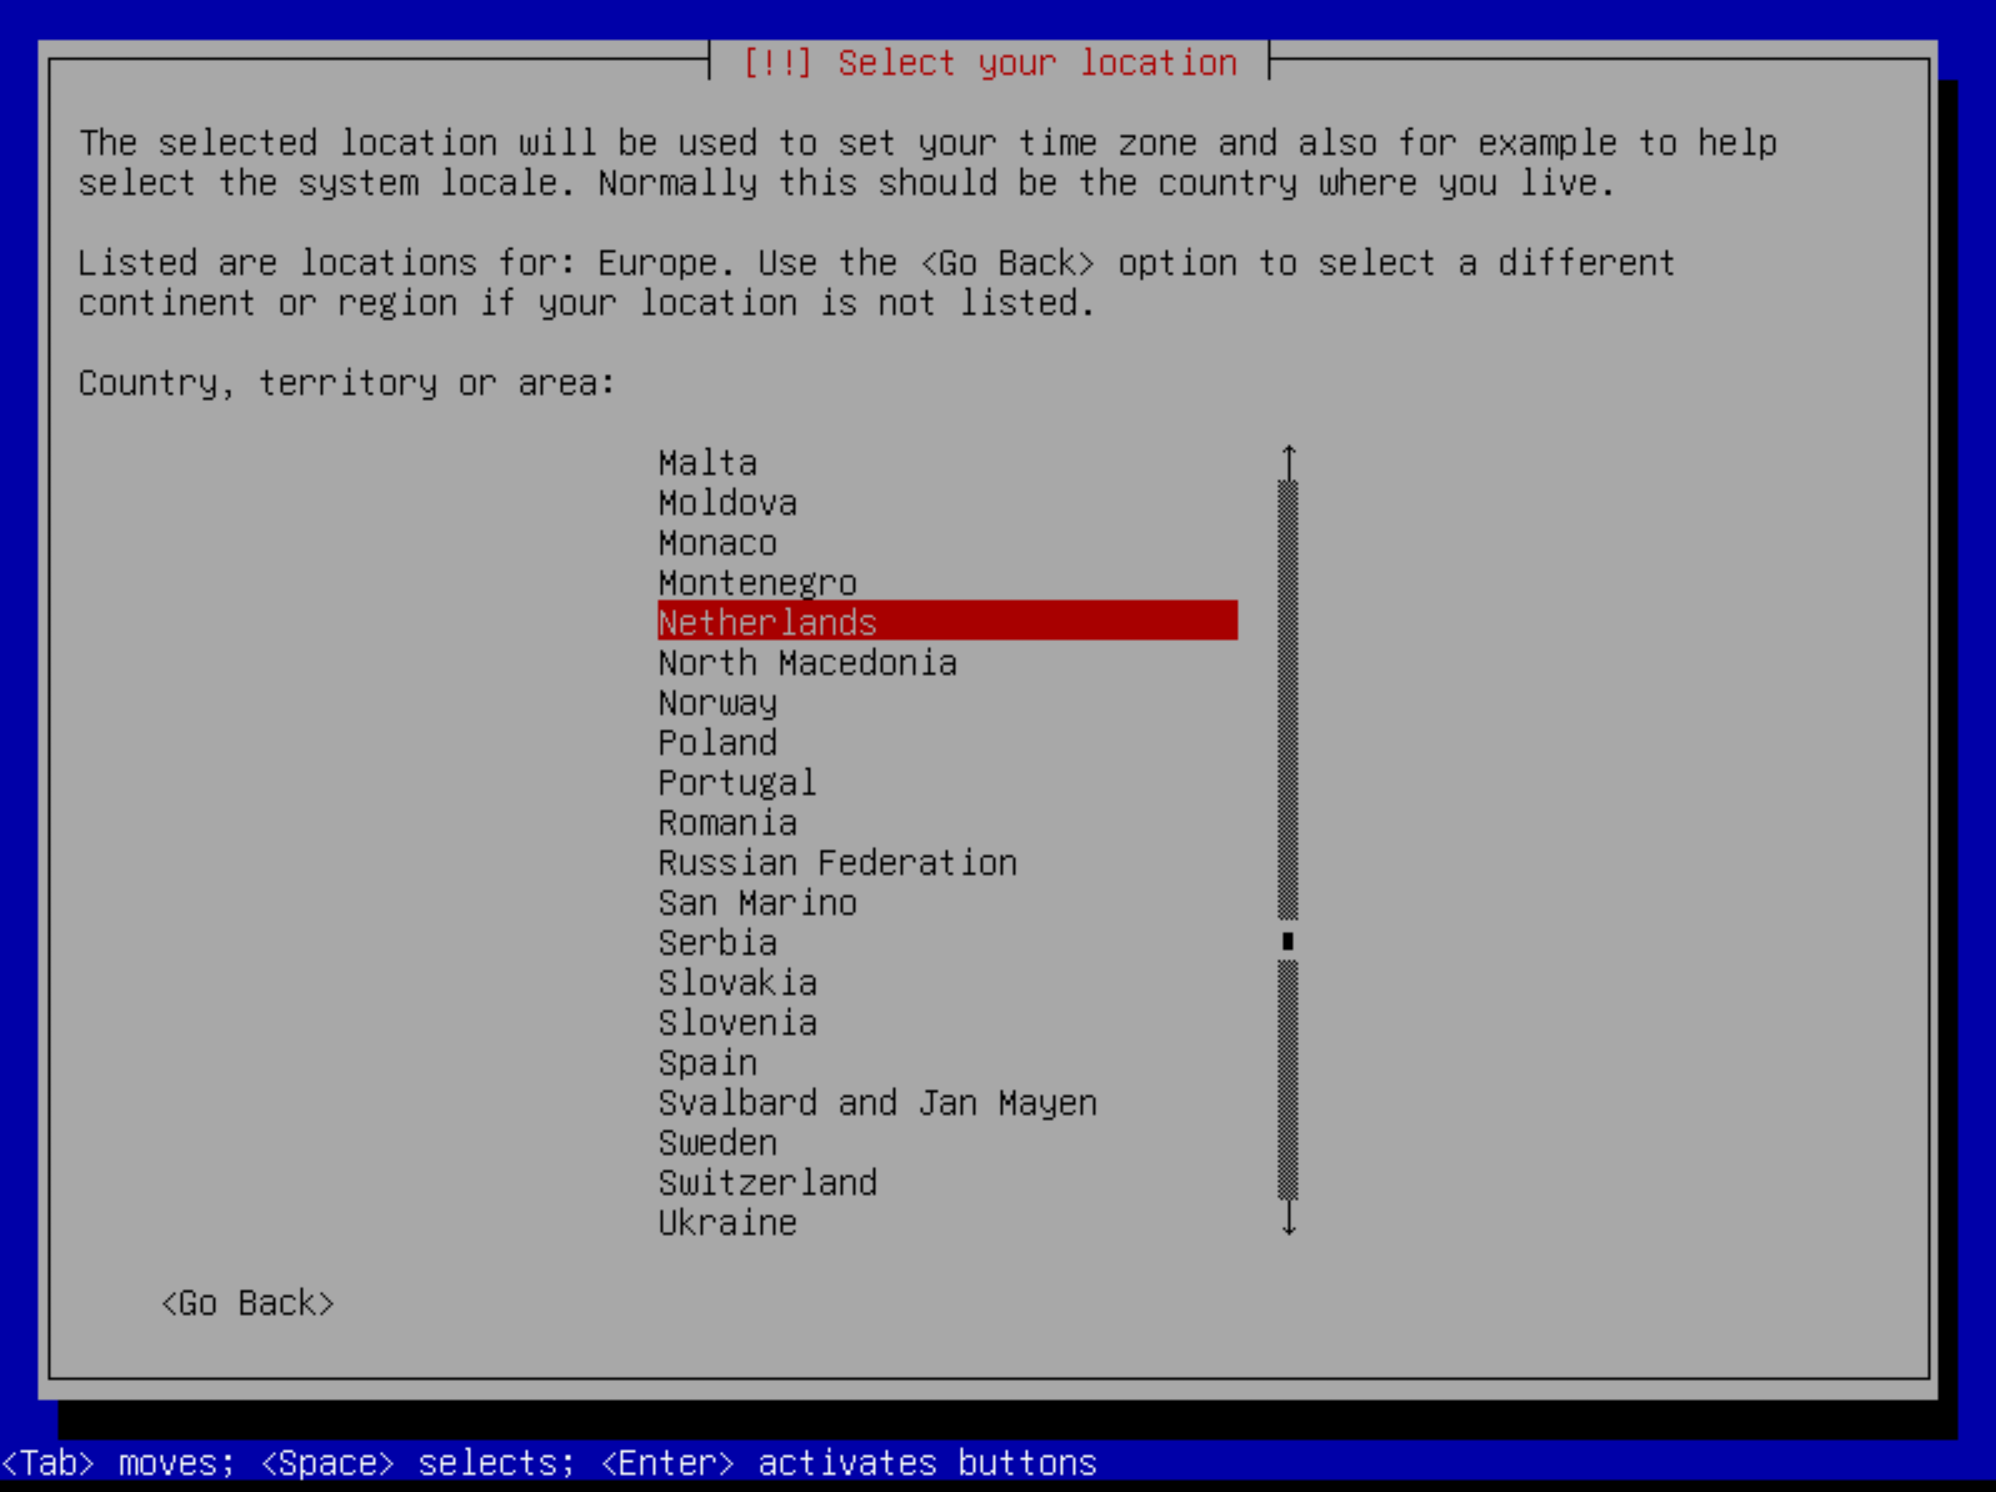 [!!] Select your location
The selected location will be used to set your time zone and also for example to help
select the system locale. Normally this should be the country where you live.
Listed are locations for: Europe. Use the <Go Back> option to select a different
continent or region if your location is not listed.
Country, territory or area:
Malta
Moldova
Monaco
Montenegro
Netherlands
North Macedonia
Norway
Poland
Portugal
Romania
Russian Federation
San Marino
Serbia
Slovakia
Slovenia
Spain
Svalbard and Jan Mayen
Sweden
Switzerland
Ukraine
<Go Back>
<Tab> moves; <Space> selects; <Enter> activates buttons